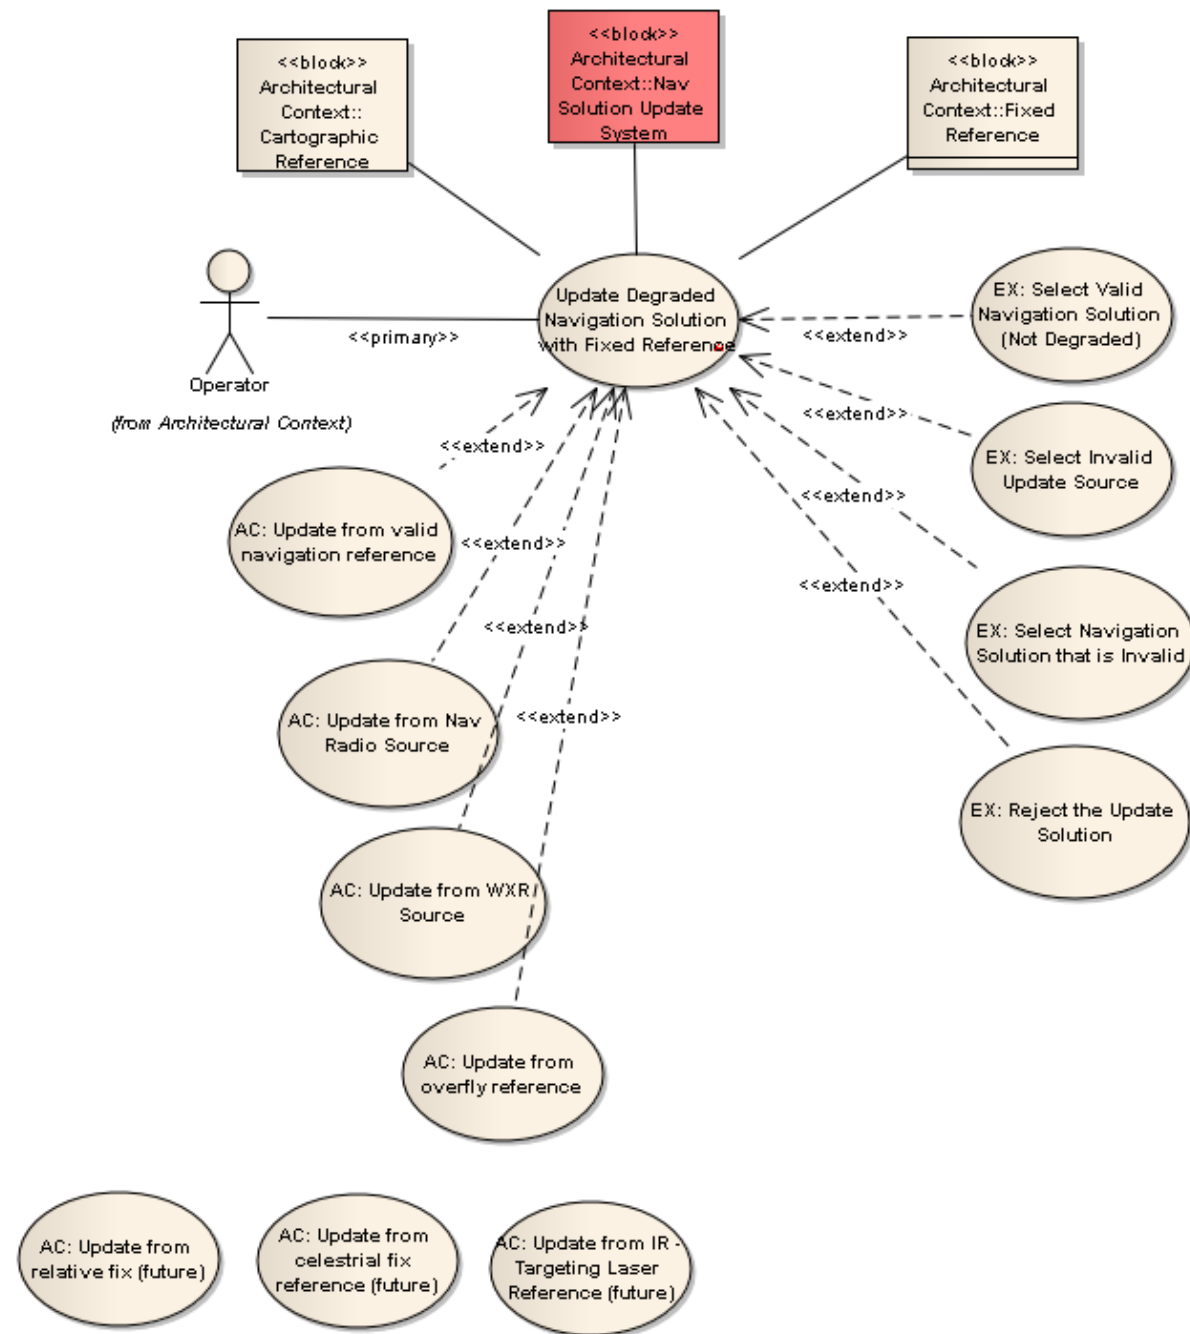 <<block>>
Architectural
Context::
Cartographic
Reference
<<block>>
Architectural
Context::Nav
Solution Update
System
<<block>>
Architectural
Context::Fixed
Reference
Operator
(from Architectural Context)
<<primary>>
Update Degraded
Navigation Solution
with Fixed Reference
<<extend>>
EX: Select Valid
Navigation Solution
(Not Degraded)
<<extend>>
EX: Select Invalid
Update Source
<<extend>>
EX: Select Navigation
Solution that is Invalid
<<extend>>
EX: Reject the Update
Solution
<<extend>>
AC: Update from valid
navigation reference
<<extend>>
AC: Update from Nav
Radio Source
<<extend>>
AC: Update from WXR
Source
<<extend>>
AC: Update from
overfly reference
AC: Update from
relative fix (future)
AC: Update from
celestrial fix
reference (future)
AC: Update from IR -
Targeting Laser
Reference (future)